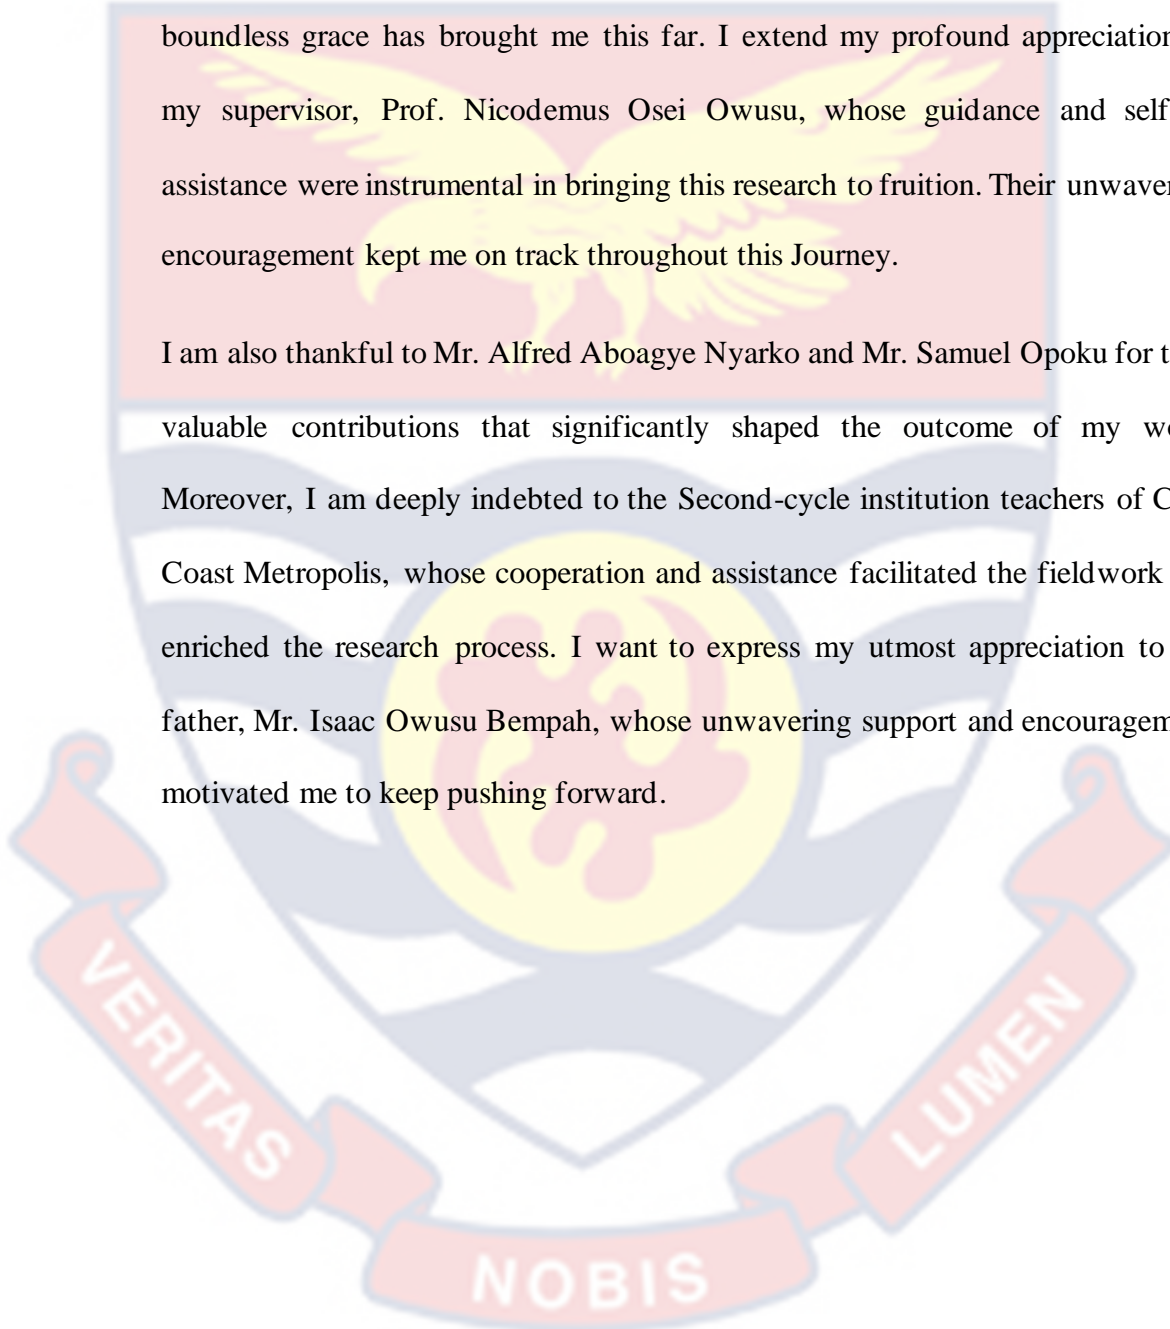 boundless grace has brought me this far. I extend my profound appreciation
my supervisor, Prof. Nicodemus Osei Owusu, whose guidance and self
assistance were instrumental in bringing this research to fruition. Their unwaver
encouragement kept me on track throughout this Journey.
I am also thankful to Mr. Alfred Aboagye Nyarko and Mr. Samuel Opoku for t
valuable contributions that significantly shaped the outcome of my w
Moreover, I am deeply indebted to the Second-cycle institution teachers of C
Coast Metropolis, whose cooperation and assistance facilitated the fieldwork
enriched the research process. I want to express my utmost appreciation to
father, Mr. Isaac Owusu Bempah, whose unwavering support and encouragem
motivated me to keep pushing forward.
VERITAS
NOBIS
LUMEN